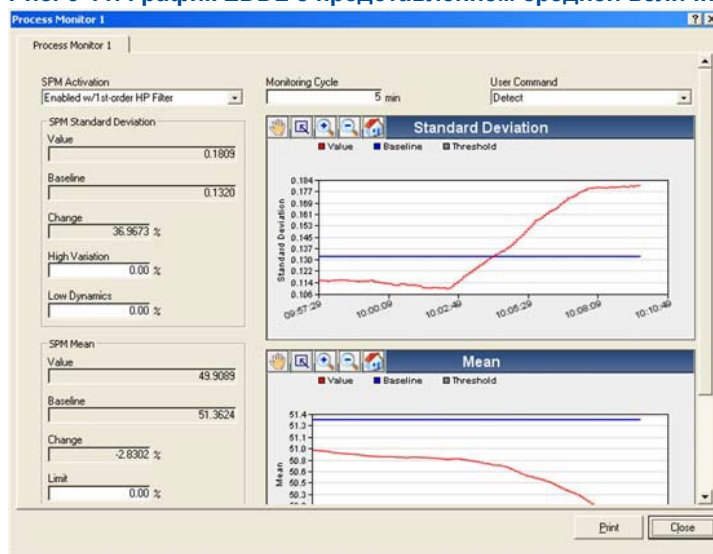 Process Monitor 1
Process Monitor 1
SPM Activation
Enabled w/1st-order HP Filter
Monitoring Cycle
5 min
User Command
Detect
SPM Standard Deviation
Value
0.1809
Baseline
0.1320
Change
36.9673 %
High Variation
0.00 %
Low Dynamics
0.00 %
Standard Deviation
Value Baseline Threshold
Standard Deviation
0.184
0.177
0.169
0.161
0.153
0.145
0.137
0.130
0.122
0.114
0.106
09:57:29 10:00:09 10:02:49 10:05:29 10:08:09 10:10:49
SPM Mean
Value
49.9089
Baseline
51.3624
Change
-2.8302 %
Limit
0.00 %
Mean
Value Baseline Threshold
Mean
51.4
51.3
51.1
51.0
50.8
50.6
50.5
50.3
Print Close